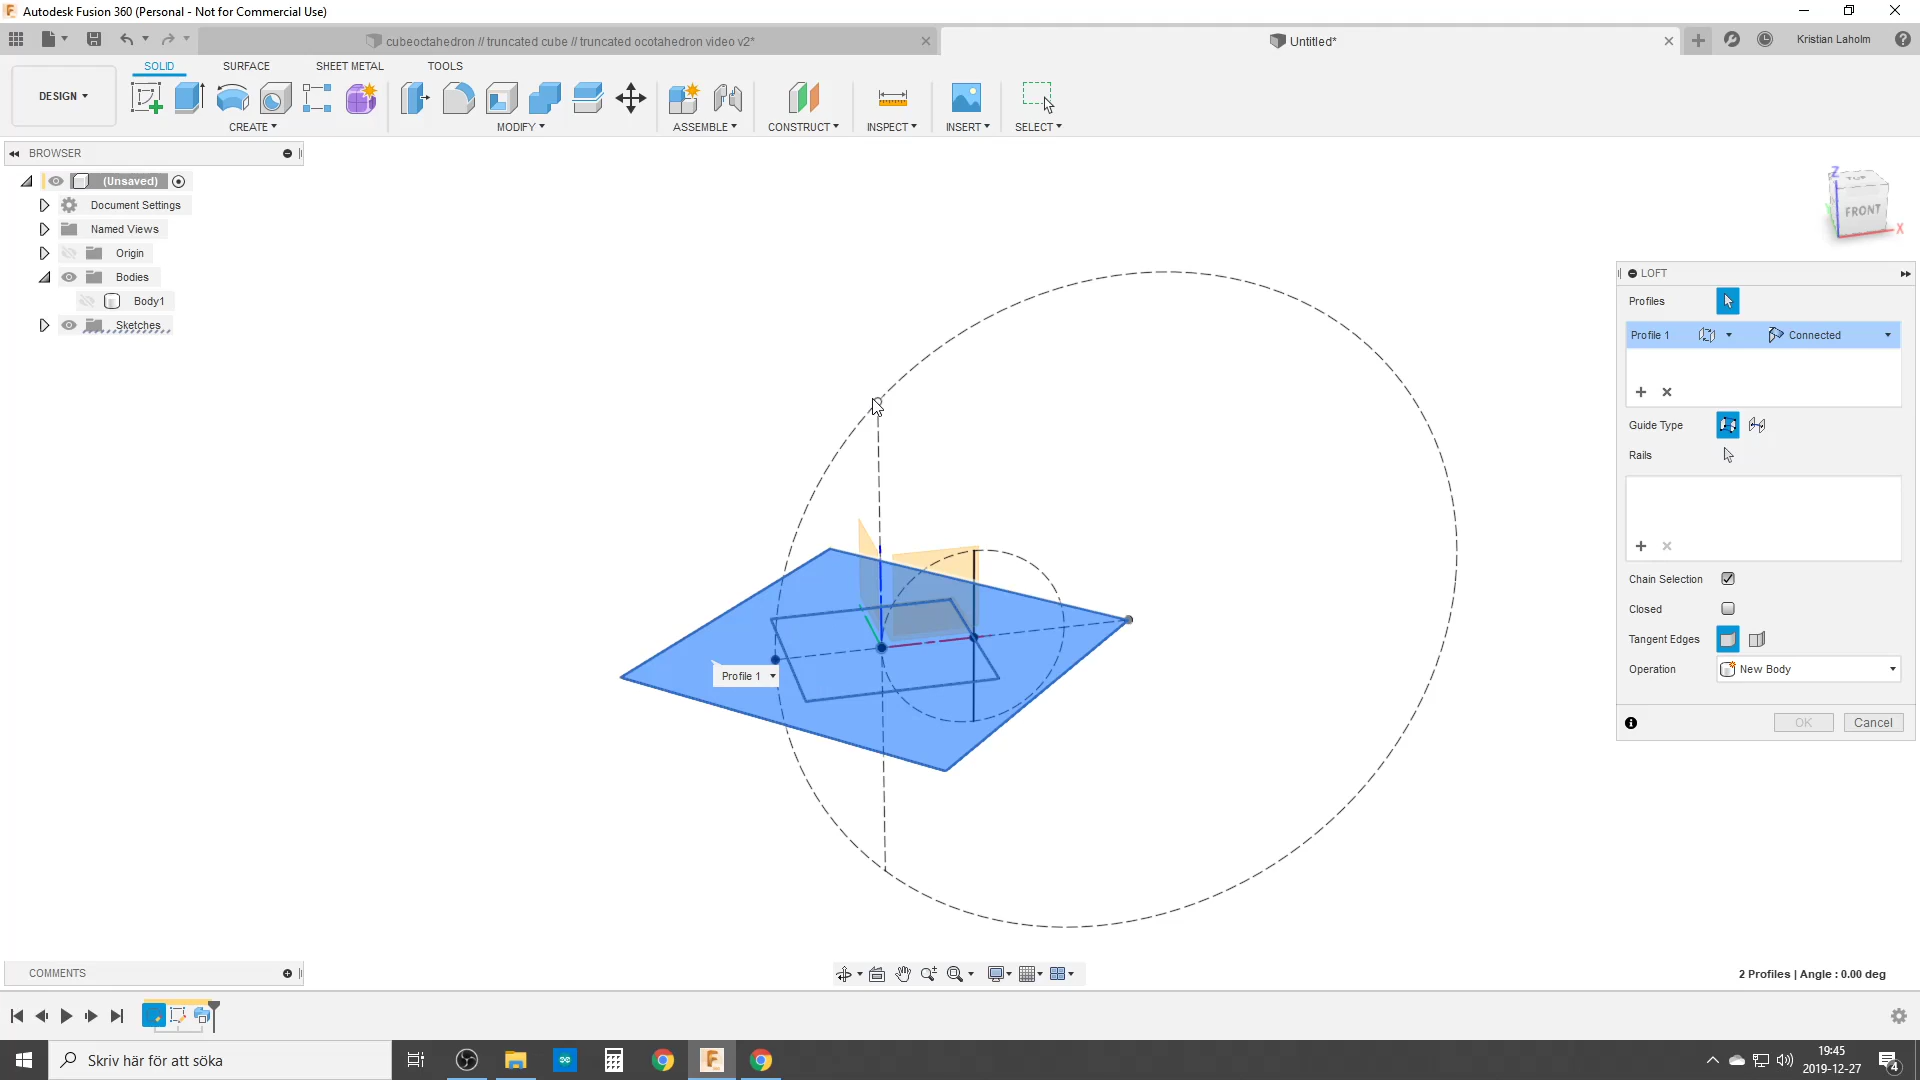 Autodesk Fusion 360 (Personal - Not for Commercial Use)
cubeoctahedron // truncated cube // truncated ocotahedron video v2*
Untitled*
Kristian Laholm
DESIGN
SOLID
SURFACE
SHEET METAL
TOOLS
CREATE
MODIFY
ASSEMBLE
CONSTRUCT
INSPECT
INSERT
SELECT
BROWSER
(Unsaved)
Document Settings
Named Views
Origin
Bodies
Body1
Sketches
Z
TOP
FRONT
X
LOFT
Profiles
Profile 1
Connected
Guide Type
Rails
Chain Selection
Closed
Tangent Edges
Operation
New Body
OK
Cancel
Profile 1
COMMENTS
2 Profiles | Angle : 0.00 deg
Skriv här för att söka
19:45
2019-12-27
4